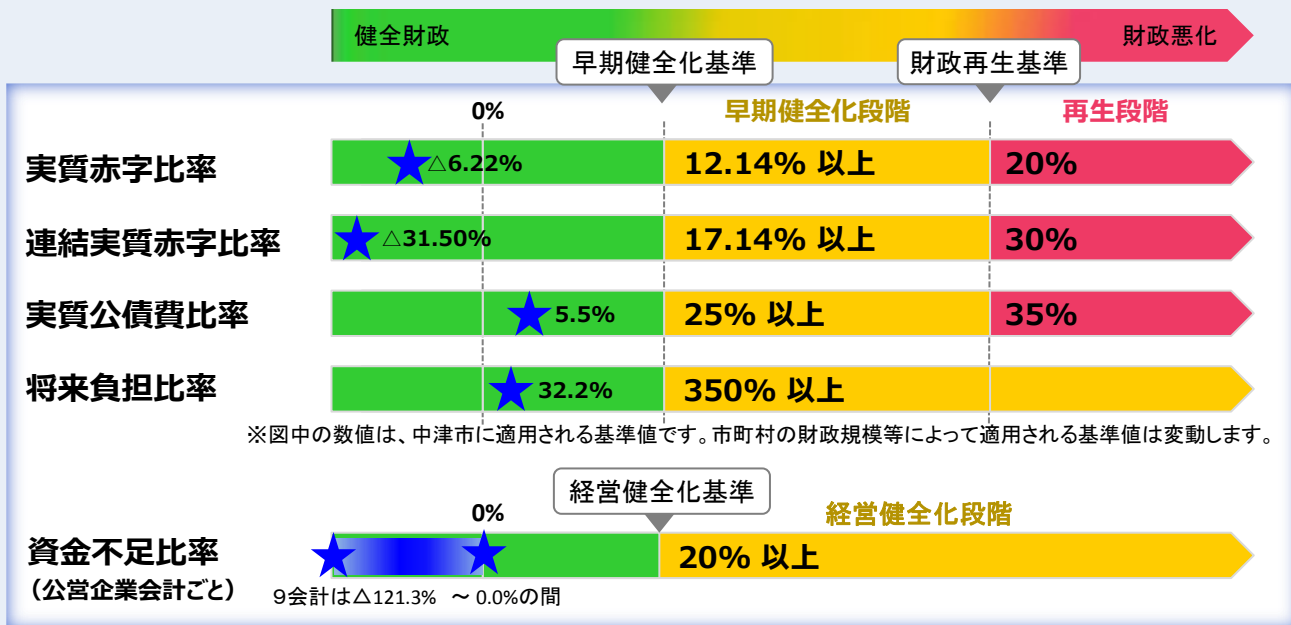 健全財政
財政悪化
早期健全化基準
財政再生基準
0%
早期健全化段階
再生段階
実質赤字比率
△6.22%
12.14% 以上
20%
連結実質赤字比率
△31.50%
17.14% 以上
30%
実質公債費比率
5.5%
25% 以上
35%
将来負担比率
32.2%
350% 以上
※図中の数値は、中津市に適用される基準値です。市町村の財政規模等によって適用される基準値は変動します。
経営健全化基準
0%
経営健全化段階
資金不足比率
20% 以上
(公営企業会計ごと)
9会計は△121.3% ～ 0.0%の間